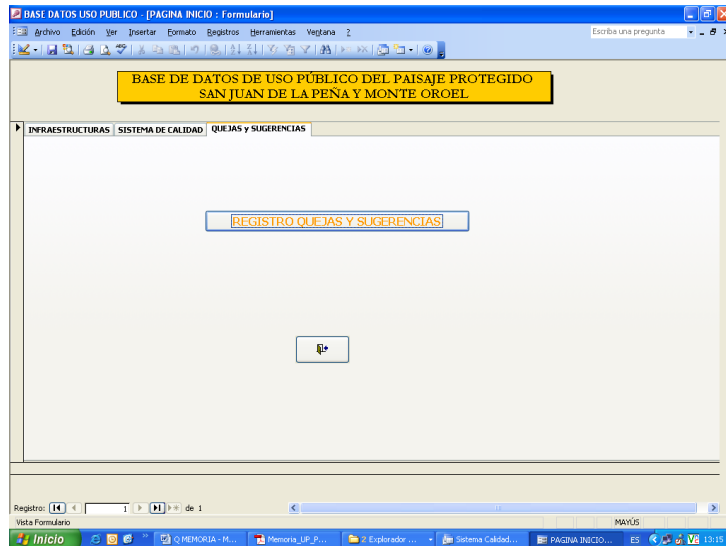 BASE DATOS USO PUBLICO - [PAGINA INICIO : Formulario]
Archivo Edición Ver Insertar Formato Registros Herramientas Ventana ?
Escriba una pregunta
BASE DE DATOS DE USO PÚBLICO DEL PAISAJE PROTEGIDO
SAN JUAN DE LA PEÑA Y MONTE OROEL
INFRAESTRUCTURAS SISTEMA DE CALIDAD QUEJAS y SUGERENCIAS
REGISTRO QUEJAS Y SUGERENCIAS
Registro: 1 de 1
Vista Formulario MAYÚS
Inicio Q MEMORIA - M... Memoria_UP_P... 2 Explorador ... Sistema Calidad... PAGINA INICIO... ES 13:15